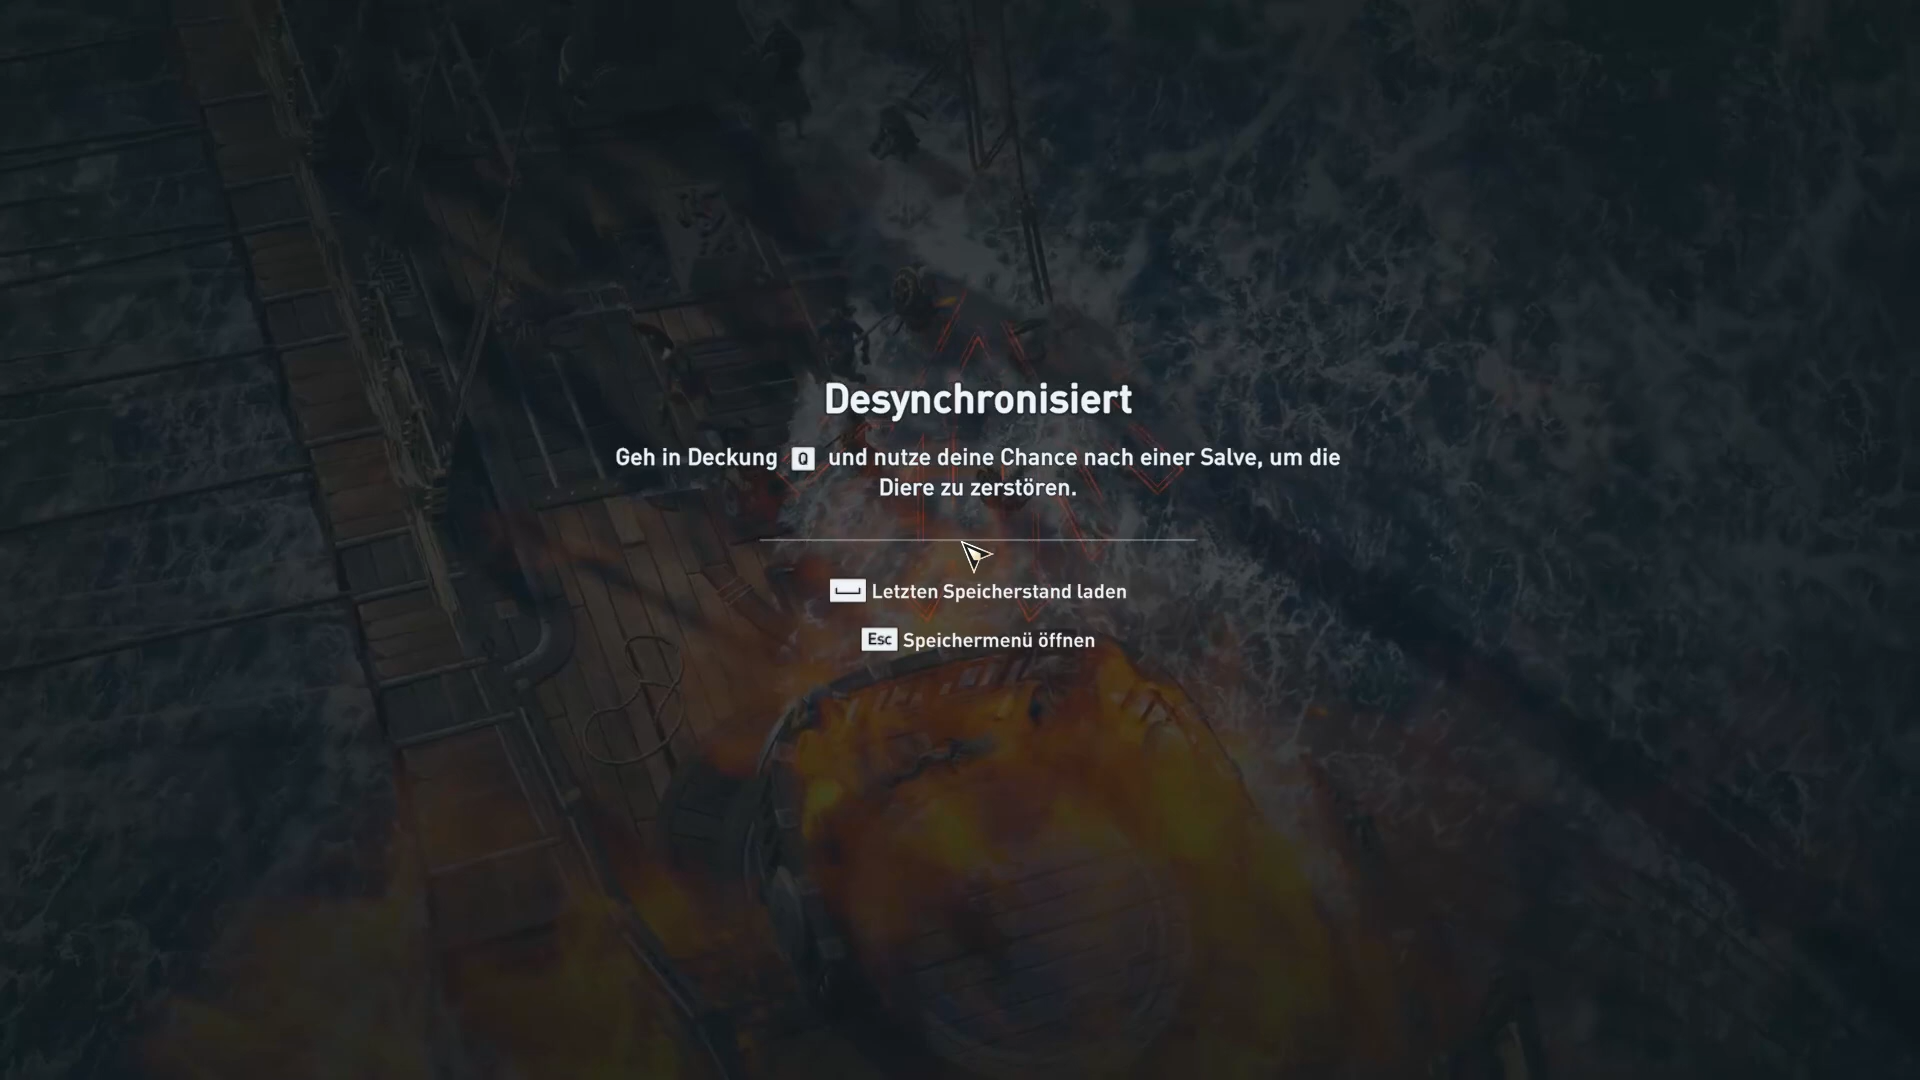 Desynchronisiert
Geh in Deckung Q und nutze deine Chance nach einer Salve, um die
Diere zu zerstören.
Letzten Speicherstand laden
Esc Speichermenü öffnen